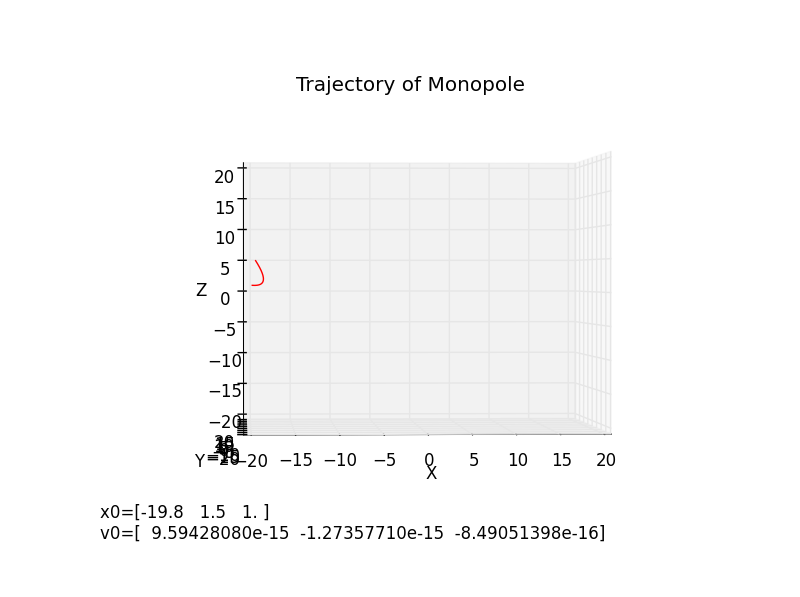 Trajectory of Monopole
20
15
10
5
Z
0
−5
−10
−15
−20
Y
−20 −15 −10 −5 0 5 10 15 20
X
x0=[-19.8 1.5 1. ]
v0=[ 9.59428080e-15 -1.27357710e-15 -8.49051398e-16]